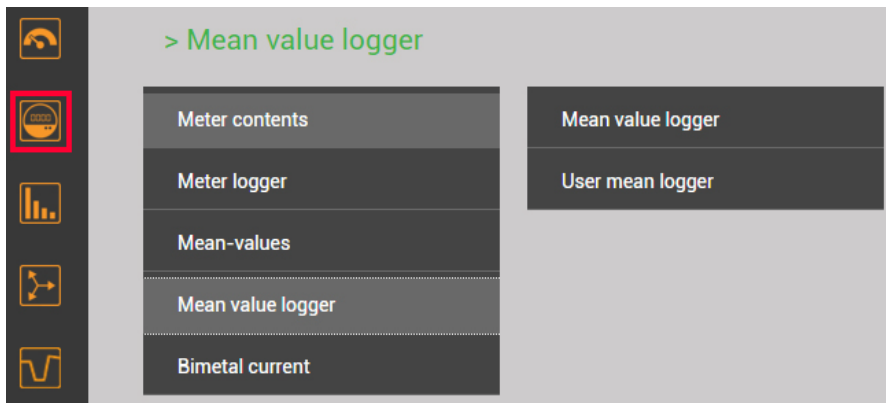 > Mean value logger
Meter contents
Meter logger
Mean-values
Mean value logger
Bimetal current
Mean value logger
User mean logger